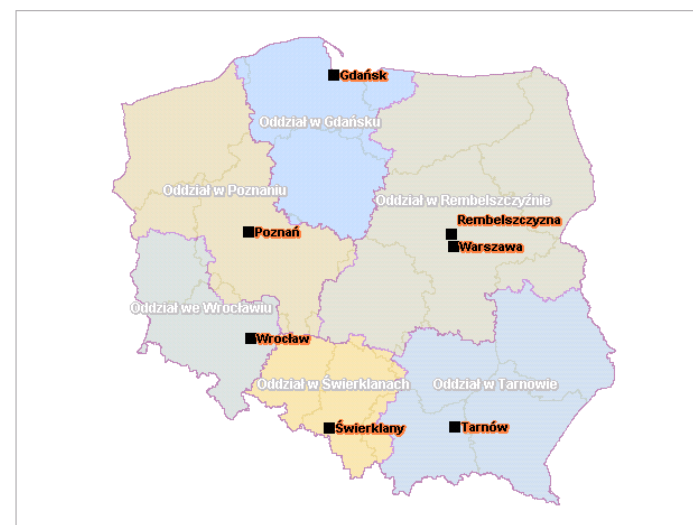 Gdańsk
Oddział w Gdańsku
Oddział w Poznaniu
Oddział w Rembelszczyźnie
Rembelszczyzna
Poznań
Warszawa
Oddział we Wrocławiu
Wrocław
Oddział w Świerklanach
Oddział w Tarnowie
Świerklany
Tarnów